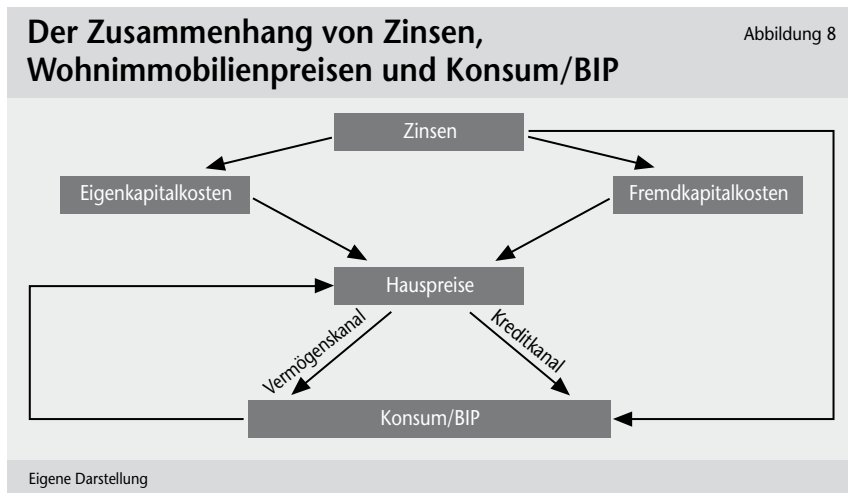 Der Zusammenhang von Zinsen,
Wohnimmobilienpreisen und Konsum/BIP
Abbildung 8
Zinsen
Eigenkapitalkosten
Fremdkapitalkosten
Hauspreise
Vermögenskanal
Kreditkanal
Konsum/BIP
Eigene Darstellung